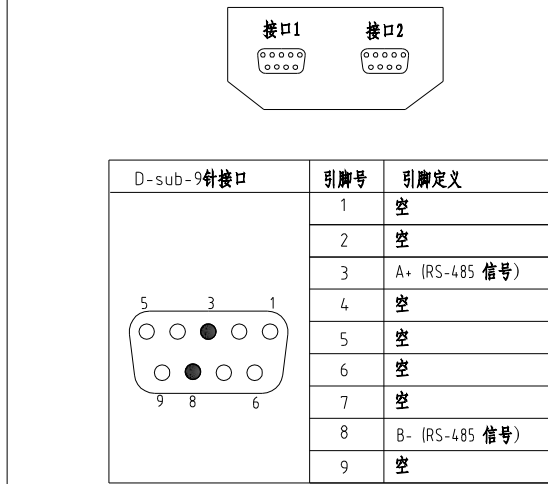 接口1 接口2
D-sub-9针接口 引脚号 引脚定义
1 空
2 空
3 A+ (RS-485 信号)
4 空
5 空
6 空
7 空
8 B- (RS-485 信号)
9 空
5 3 1
9 8 6